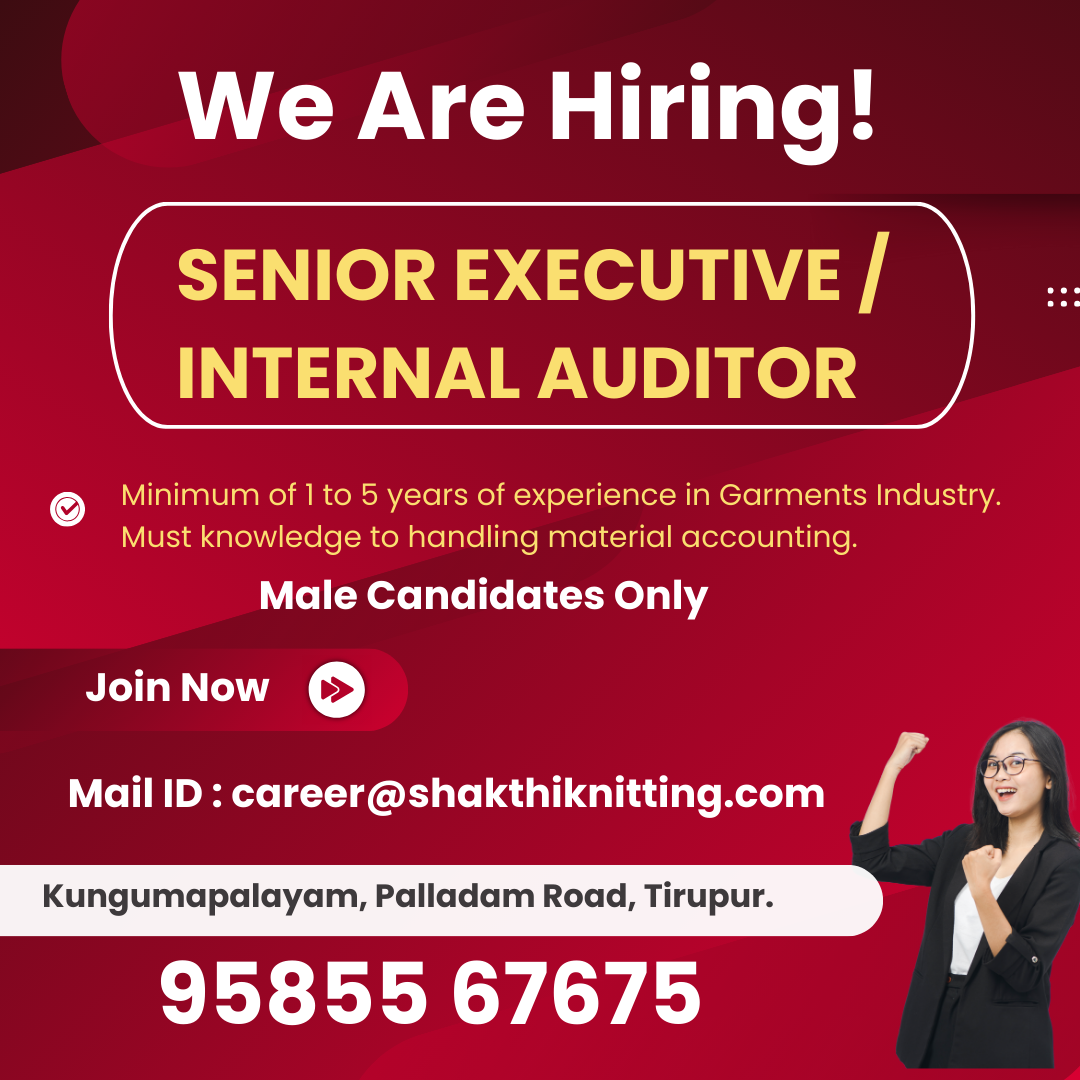 We Are Hiring!
SENIOR EXECUTIVE /
INTERNAL AUDITOR
Minimum of 1 to 5 years of experience in Garments Industry.
Must knowledge to handling material accounting.
Male Candidates Only
Join Now
Mail ID : career@shakthiknitting.com
Kungumapalayam, Palladam Road, Tirupur.
95855 67675